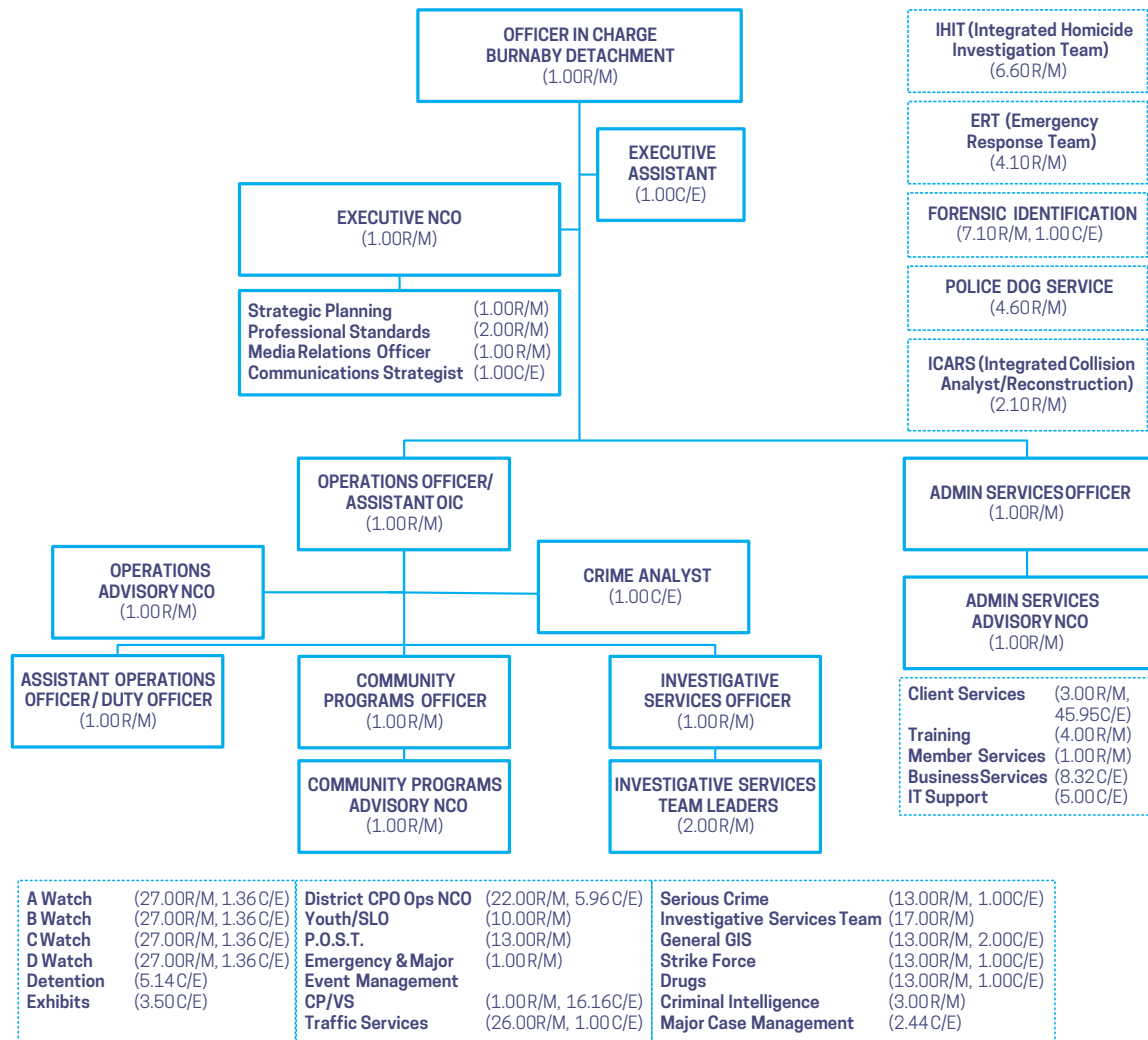 OFFICER IN CHARGE
BURNABY DETACHMENT
(1.00R/M)
EXECUTIVE
ASSISTANT
(1.00C/E)
EXECUTIVE NCO
(1.00R/M)
Strategic Planning (1.00R/M)
Professional Standards (2.00R/M)
Media Relations Officer (1.00R/M)
Communications Strategist (1.00C/E)
IHIT (Integrated Homicide
Investigation Team)
(6.60R/M)
ERT (Emergency
Response Team)
(4.10R/M)
FORENSIC IDENTIFICATION
(7.10R/M, 1.00C/E)
POLICE DOG SERVICE
(4.60R/M)
ICARS (Integrated Collision
Analyst/Reconstruction)
(2.10R/M)
OPERATIONS OFFICER/
ASSISTANT OIC
(1.00R/M)
ADMIN SERVICES OFFICER
(1.00R/M)
OPERATIONS
ADVISORY NCO
(1.00R/M)
CRIME ANALYST
(1.00C/E)
ADMIN SERVICES
ADVISORY NCO
(1.00R/M)
ASSISTANT OPERATIONS
OFFICER/ DUTY OFFICER
(1.00R/M)
COMMUNITY
PROGRAMS OFFICER
(1.00R/M)
INVESTIGATIVE
SERVICES OFFICER
(1.00R/M)
COMMUNITY PROGRAMS
ADVISORY NCO
(1.00R/M)
INVESTIGATIVE SERVICES
TEAM LEADERS
(2.00R/M)
Client Services (3.00R/M,
45.95C/E)
Training (4.00R/M)
Member Services (1.00R/M)
Business Services (8.32C/E)
IT Support (5.00C/E)
A Watch (27.00R/M, 1.36C/E)
B Watch (27.00R/M, 1.36C/E)
C Watch (27.00R/M, 1.36C/E)
D Watch (27.00R/M, 1.36C/E)
Detention (5.14C/E)
Exhibits (3.50C/E)
District CPO Ops NCO (22.00R/M, 5.96C/E)
Youth/SLO (10.00R/M)
P.O.S.T. (13.00R/M)
Emergency & Major (1.00R/M)
Event Management
CP/VS (1.00R/M, 16.16C/E)
Traffic Services (26.00R/M, 1.00C/E)
Serious Crime (13.00R/M, 1.00C/E)
Investigative Services Team (17.00R/M)
General GIS (13.00R/M, 2.00C/E)
Strike Force (13.00R/M, 1.00C/E)
Drugs (13.00R/M, 1.00C/E)
Criminal Intelligence (3.00R/M)
Major Case Management (2.44C/E)